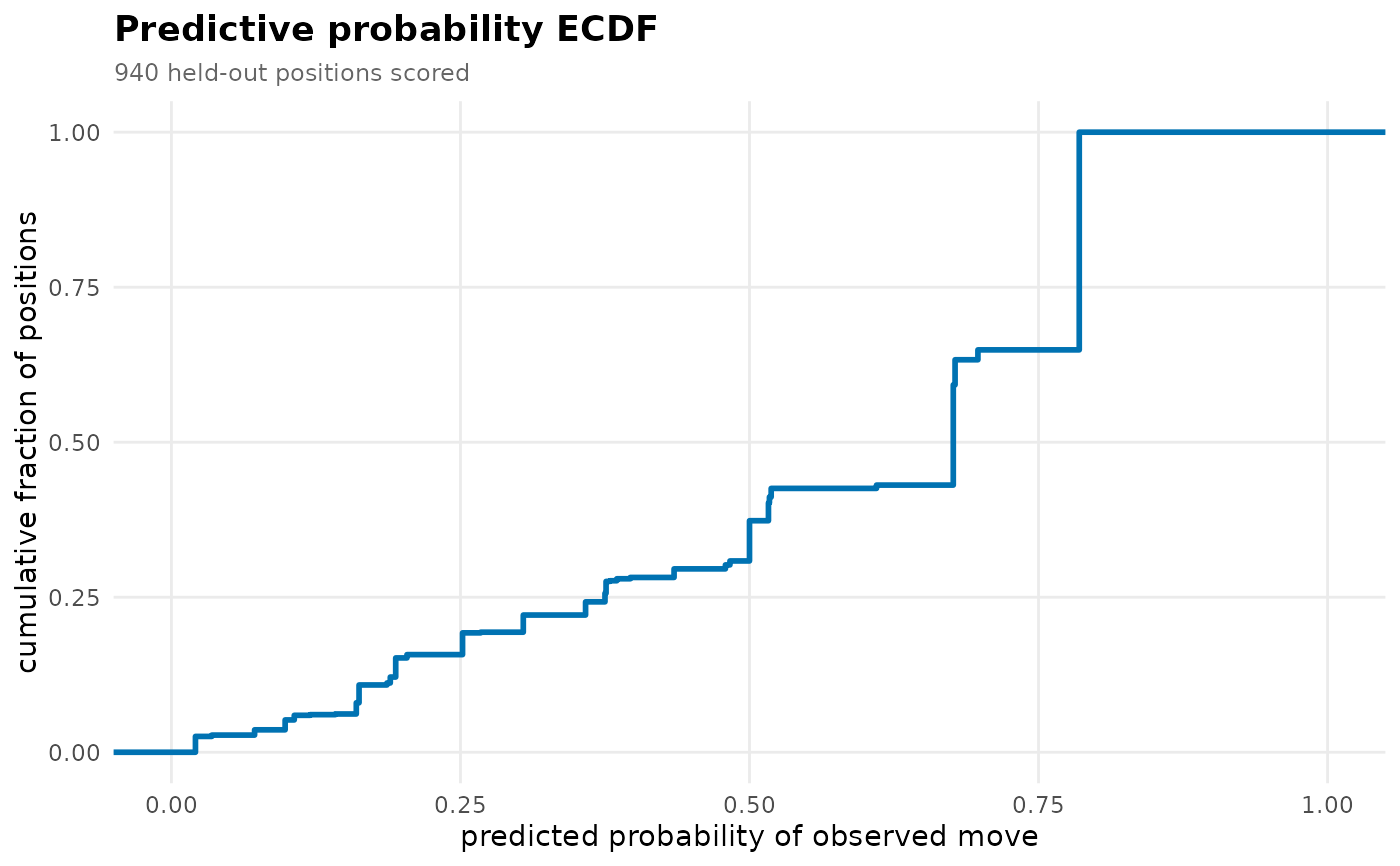 Predictive probability ECDF
940 held-out positions scored
cumulative fraction of positions
1.00
0.75
0.50
0.25
0.00
0.00 0.25 0.50 0.75 1.00
predicted probability of observed move